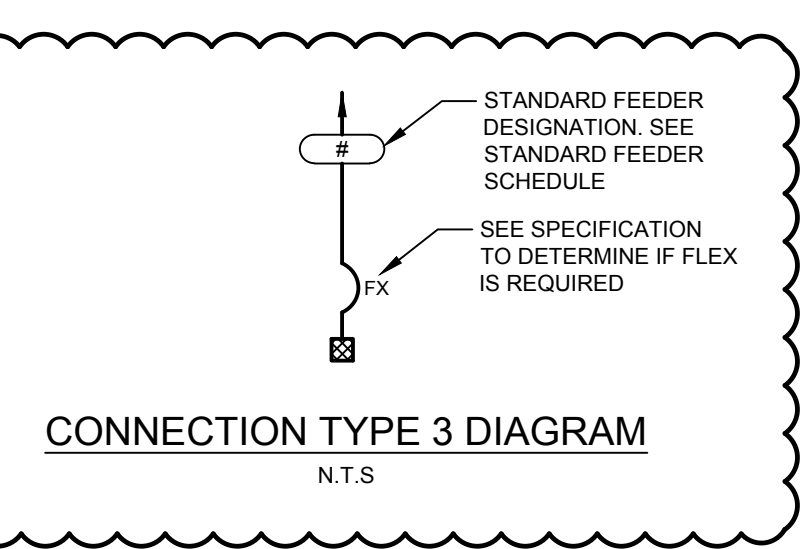 STANDARD FEEDER
DESIGNATION. SEE
STANDARD FEEDER
SCHEDULE
#
SEE SPECIFICATION
TO DETERMINE IF FLEX
IS REQUIRED
FX
CONNECTION TYPE 3 DIAGRAM
N.T.S